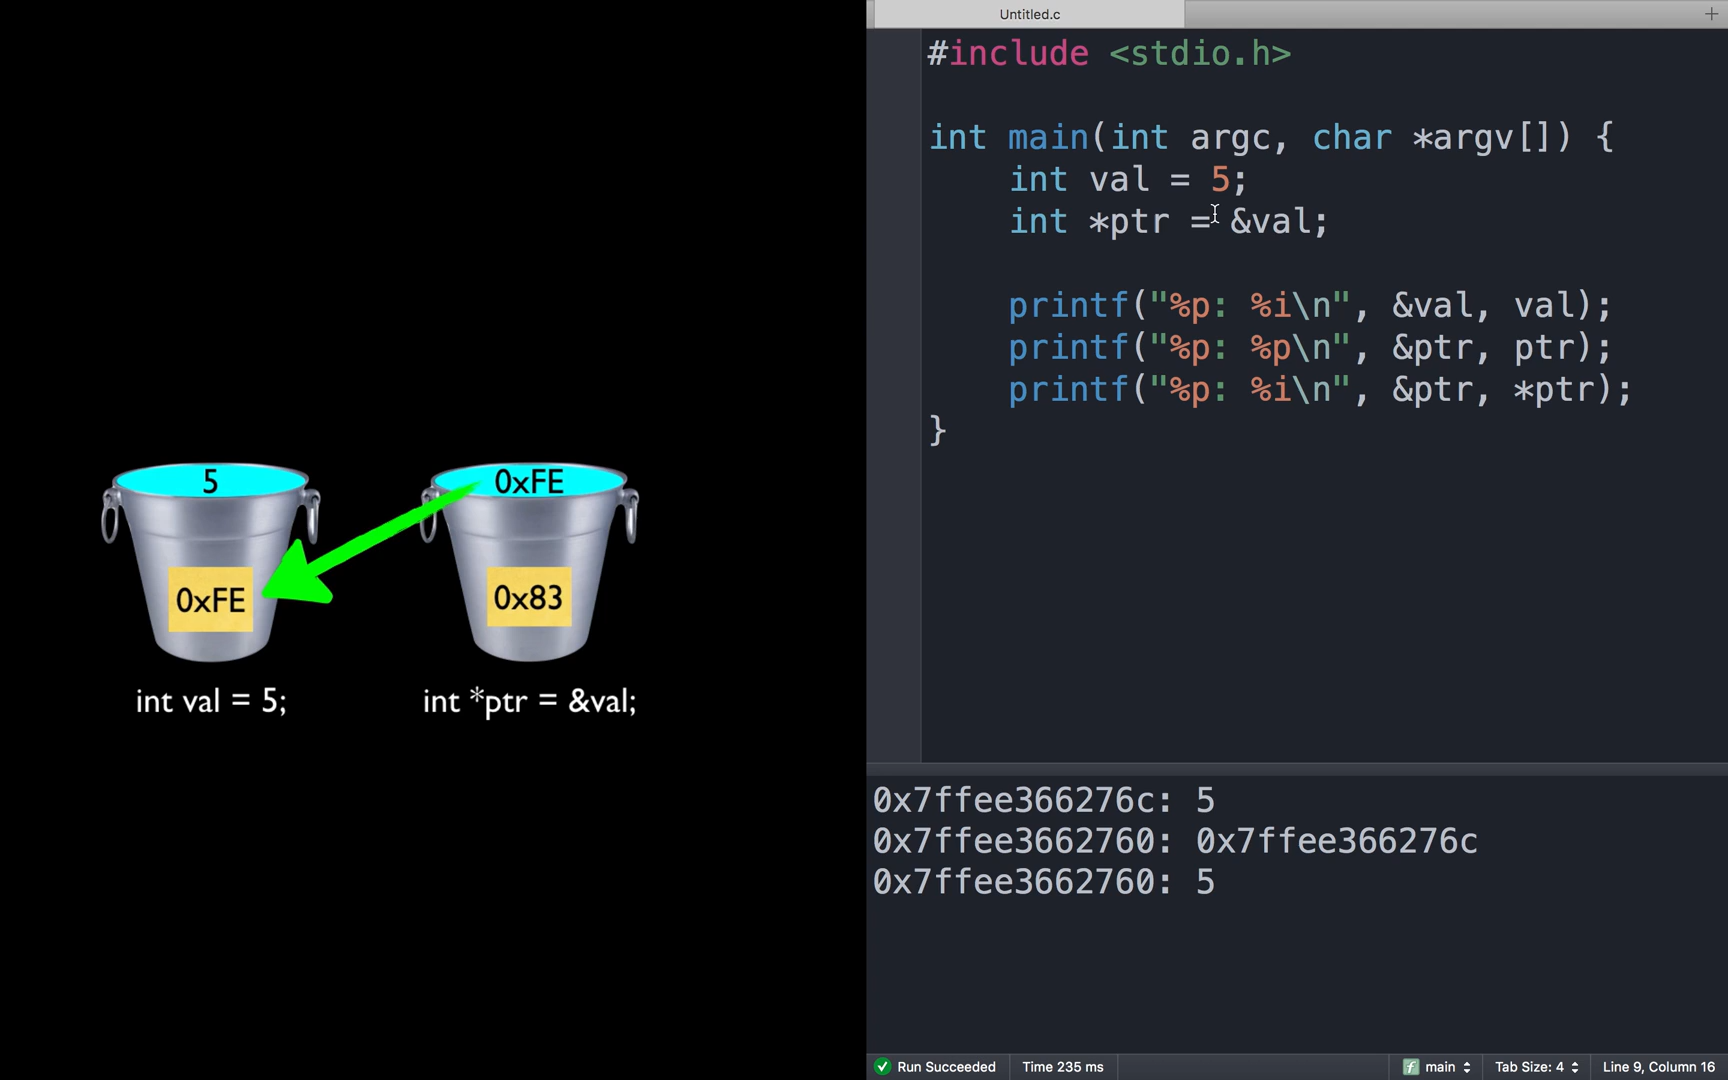 5
0xFE
0xFE
0x83
int val = 5;
int *ptr = &val;
Untitled.c
+
#include <stdio.h>
int main(int argc, char *argv[]) {
int val = 5;
int *ptr = &val;
printf("%p: %i\n", &val, val);
printf("%p: %p\n", &ptr, ptr);
printf("%p: %i\n", &ptr, *ptr);
}
0x7ffee366276c: 5
0x7ffee3662760: 0x7ffee366276c
0x7ffee3662760: 5
Run Succeeded
Time 235 ms
f main
Tab Size: 4
Line 9, Column 16